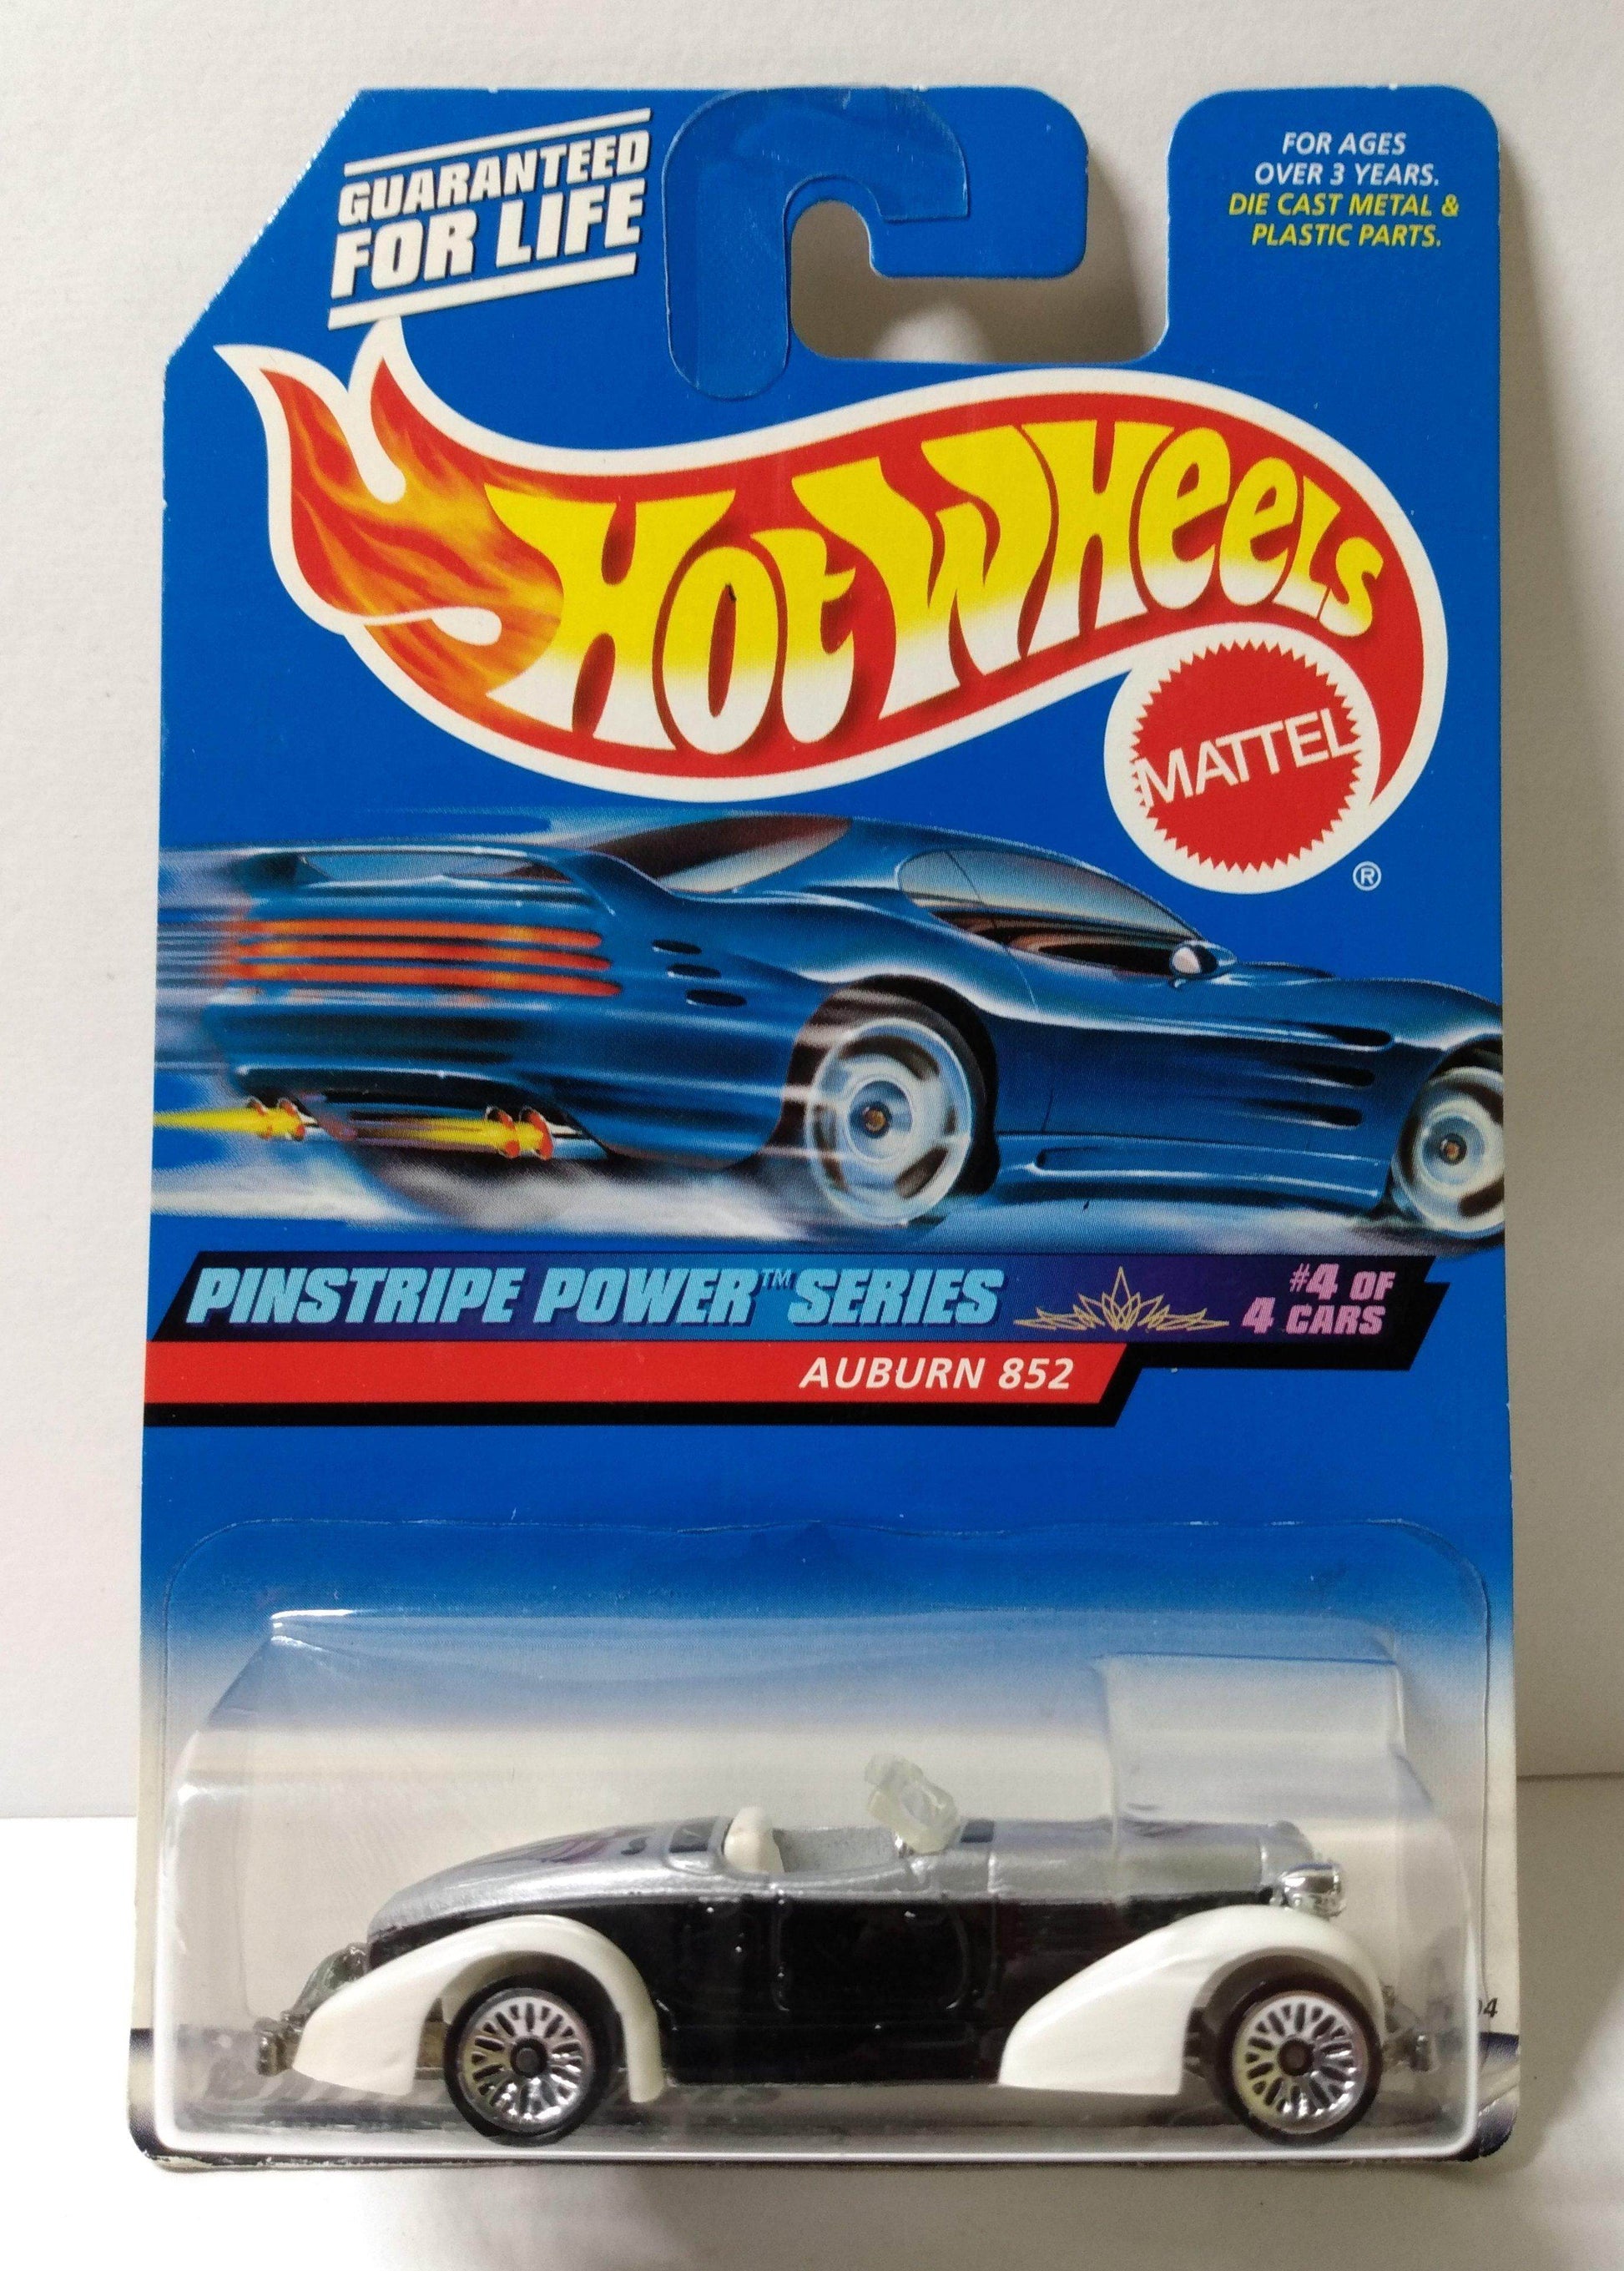 GUARANTEED
FOR LIFE
FOR AGES
OVER 3 YEARS.
DIE CAST METAL &
PLASTIC PARTS.
HOT WHEELS
MATTEL
®
PINSTRIPE POWER™ SERIES
#4 OF
4 CARS
AUBURN 852